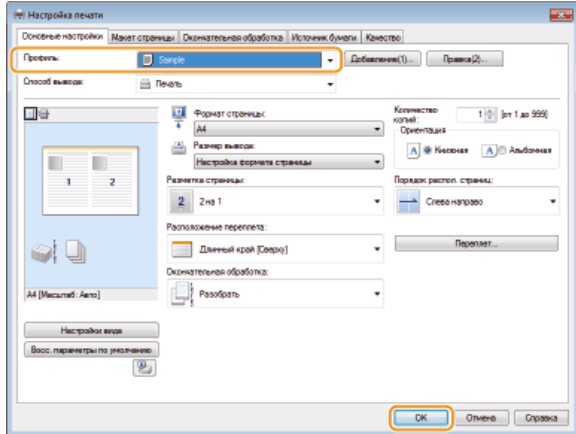 Настройка печати
Основные настройки Макет страницы Окончательная обработка Источник бумаги Качество
Профиль: Sample Добавление(1)... Правка(2)...
Способ вывода: Печать
Формат страницы:
A4
Размер вывода:
Настройка формата страницы
Количество копий: 1 [от 1 до 999]
Ориентация
A Книжная A Альбомная
1 2
Разметка страницы:
2 2 на 1
Порядок распол. страниц:
Слева направо
Расположение переплета:
Длинный край [Сверху]
Переплет...
Окончательная обработка:
Разобрать
A4 [Масштаб: Авто]
Настройки вида
Восс. параметры по умолчанию
OK Отмена Справка